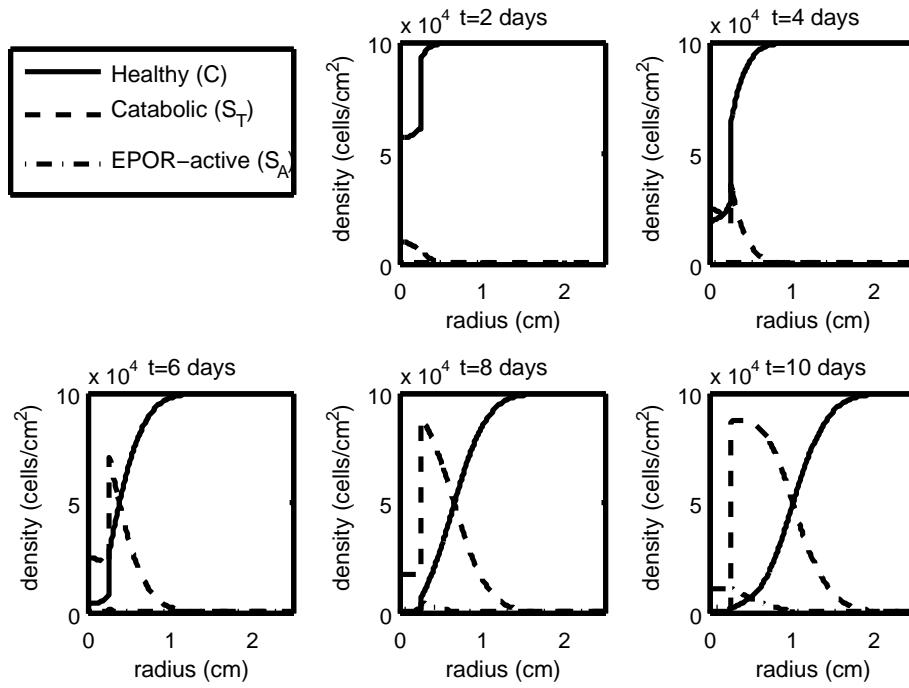 Healthy (C)
Catabolic (S_T)
EPOR−active (S_A)
x 10^4 t=2 days
10
5
0
density (cells/cm^2)
0 1 2
radius (cm)
x 10^4 t=4 days
10
5
0
density (cells/cm^2)
0 1 2
radius (cm)
x 10^4 t=6 days
10
5
0
density (cells/cm^2)
0 1 2
radius (cm)
x 10^4 t=8 days
10
5
0
density (cells/cm^2)
0 1 2
radius (cm)
x 10^4 t=10 days
10
5
0
density (cells/cm^2)
0 1 2
radius (cm)